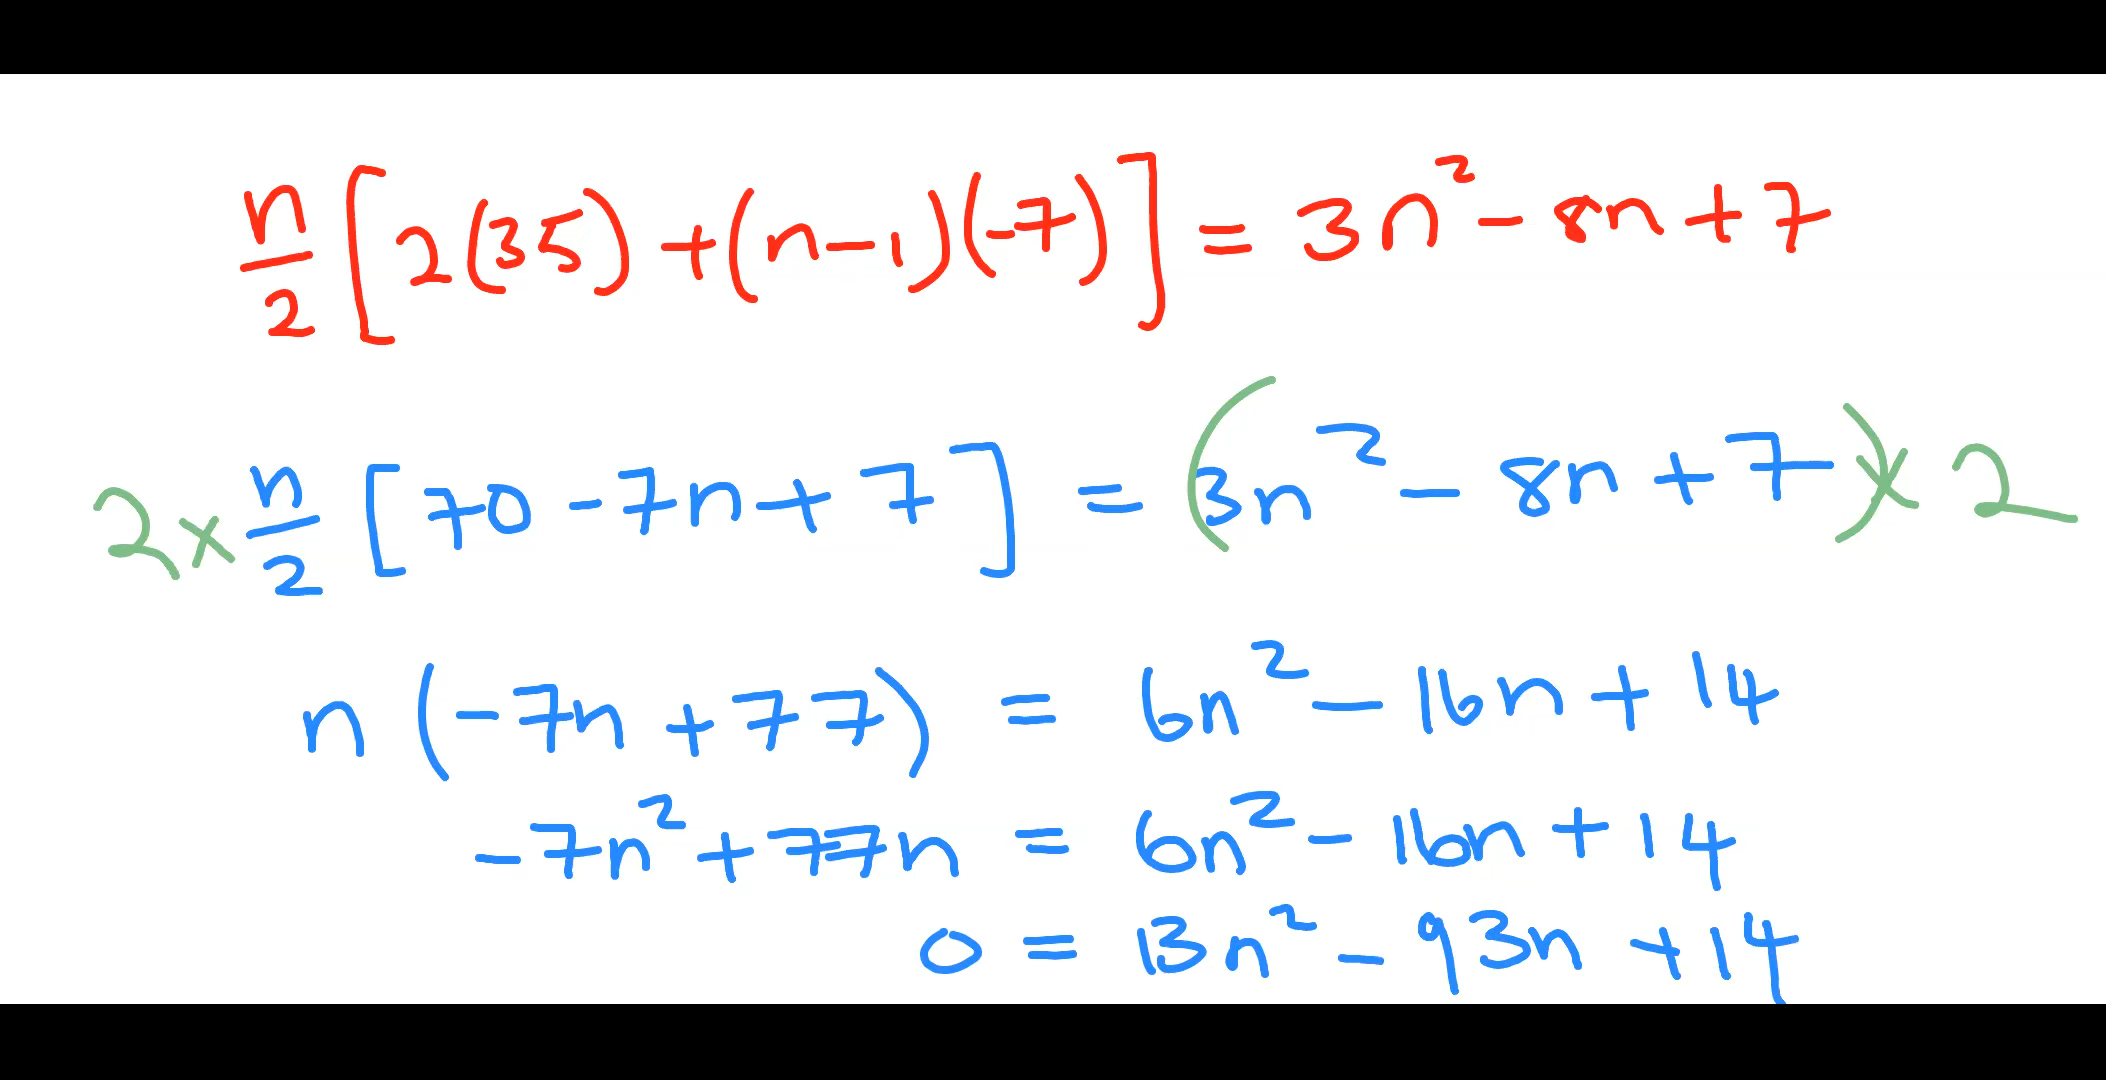 n/2 [2(35) + (n-1)(-7)] = 3n² - 8n + 7
2 × n/2 [70 - 7n + 7] = (3n² - 8n + 7) × 2
n(-7n + 77) = 6n² - 16n + 14
-7n² + 77n = 6n² - 16n + 14
0 = 13n² - 93n + 14